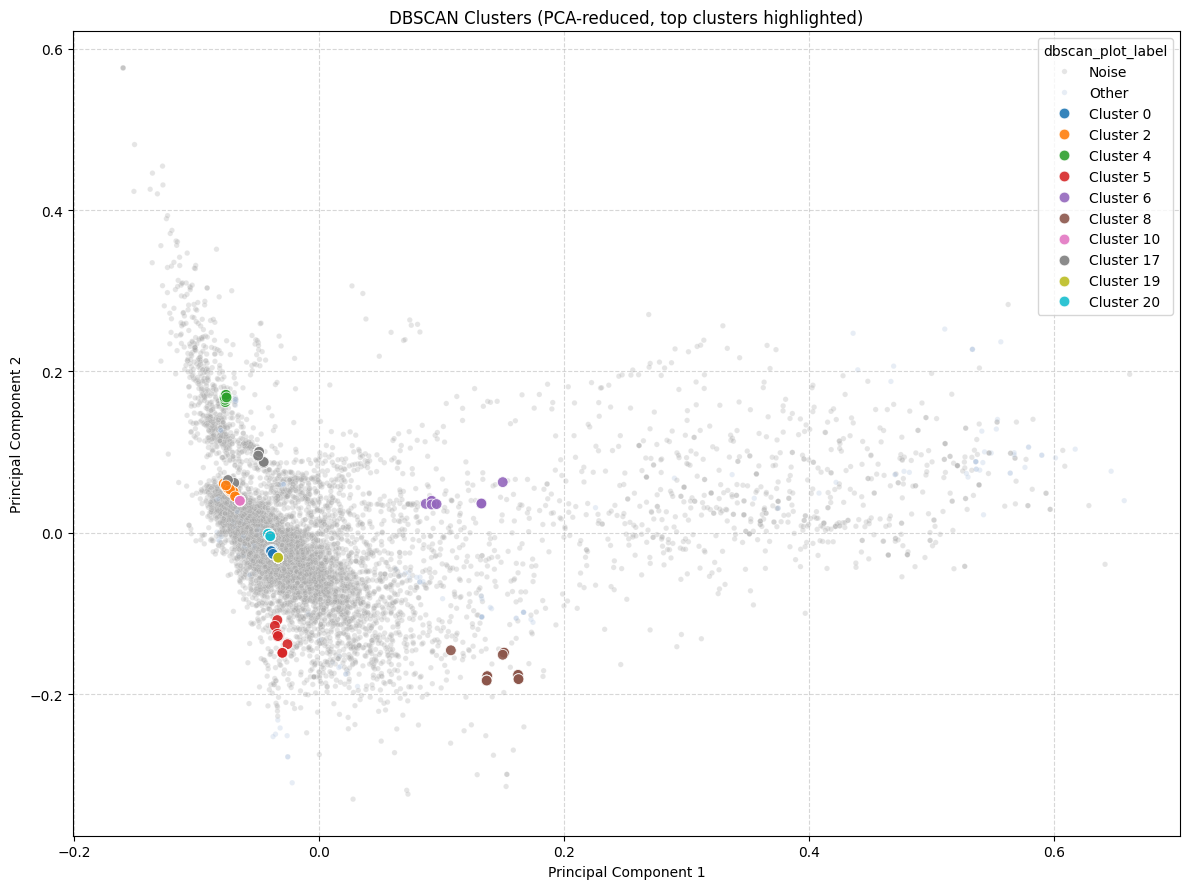 DBSCAN Clusters (PCA-reduced, top clusters highlighted)
dbscan_plot_label
Noise
Other
Cluster 0
Cluster 2
Cluster 4
Cluster 5
Cluster 6
Cluster 8
Cluster 10
Cluster 17
Cluster 19
Cluster 20
Principal Component 2
0.6
0.4
0.2
0.0
−0.2
−0.2
0.0
0.2
0.4
0.6
Principal Component 1